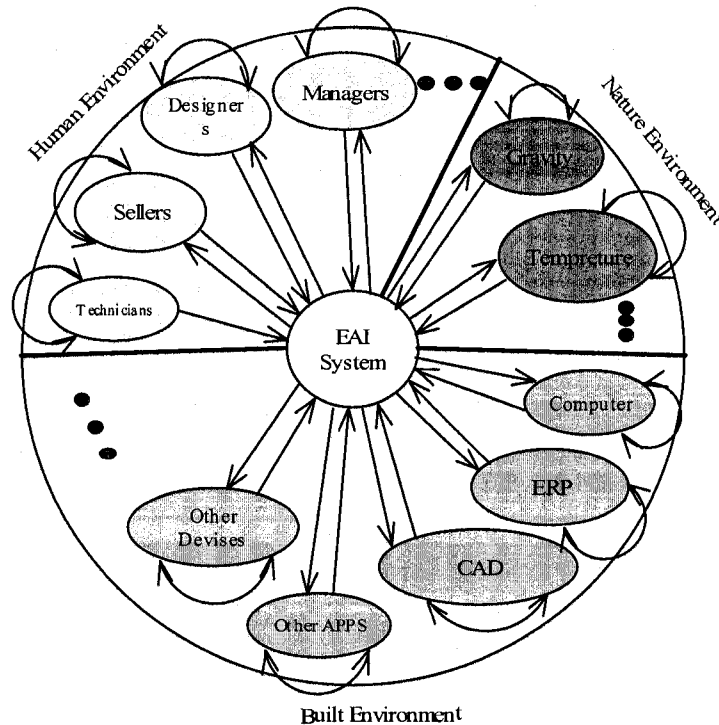 Human Environment
Nature Environment
Managers
Designer
s
Gravity
Sellers
Tempreture
Technicians
EAI
System
Computer
ERP
Other
Devises
CAD
Other APPS
Built Environment